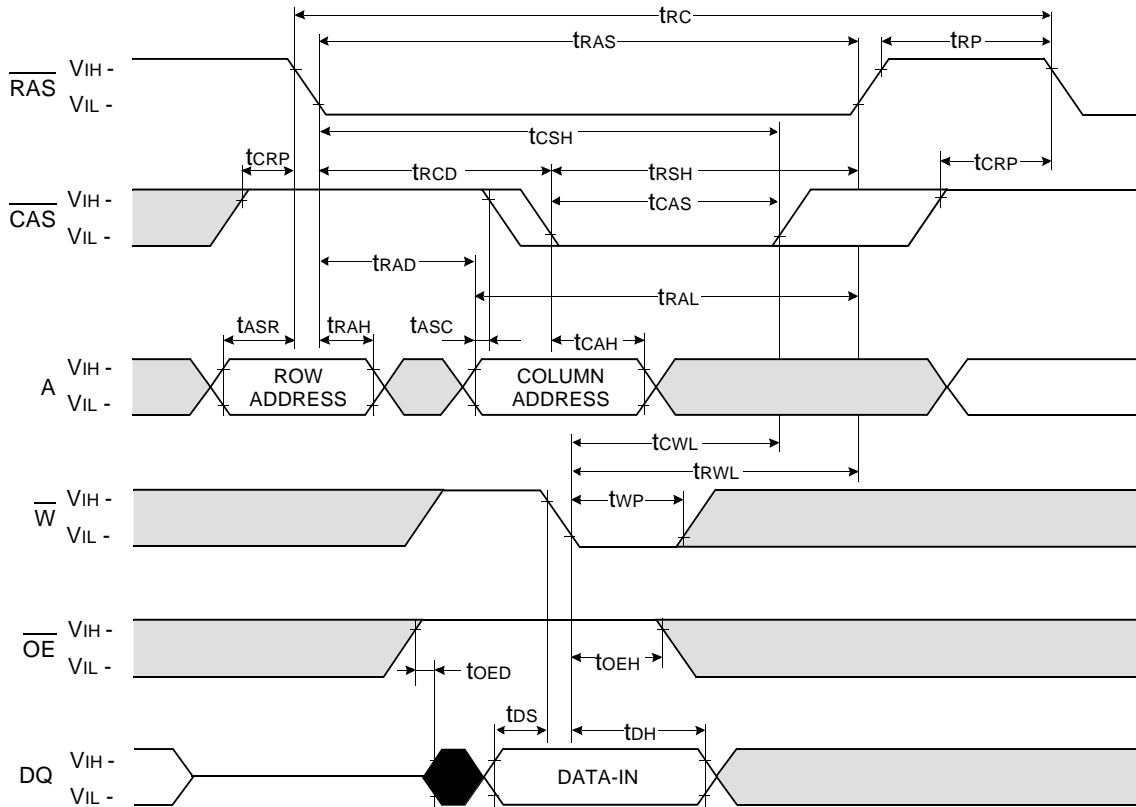 tRC
tRAS
tRP
RAS
VIH -
VIL -
tCSH
tCRP
tRCD
tRSH
tCRP
CAS
VIH -
VIL -
tCAS
tRAD
tRAL
tASR
tRAH
tASC
tCAH
A
VIH -
VIL -
ROW
ADDRESS
COLUMN
ADDRESS
tCWL
tRWL
W
VIH -
VIL -
tWP
OE
VIH -
VIL -
tOED
tOEH
tDS
tDH
DQ
VIH -
VIL -
DATA-IN